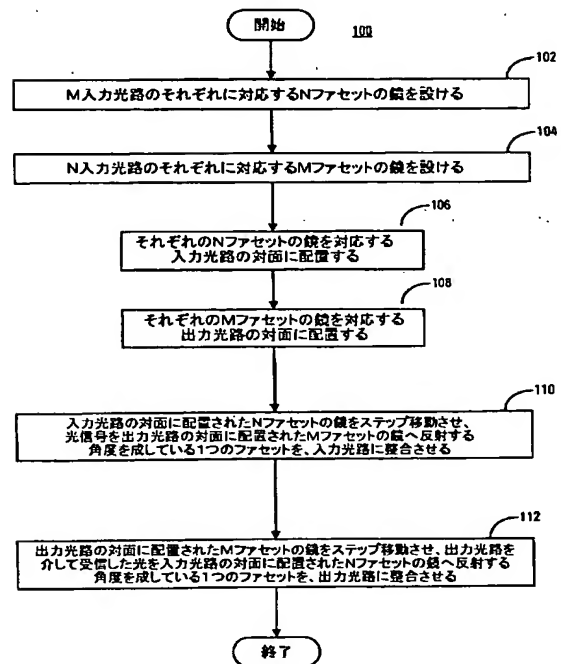 開始
100
102
M入力光路のそれぞれに対応するNファセットの鏡を設ける
104
N入力光路のそれぞれに対応するMファセットの鏡を設ける
106
それぞれのNファセットの鏡を対応する
入力光路の対面に配置する
108
それぞれのMファセットの鏡を対応する
出力光路の対面に配置する
110
入力光路の対面に配置されたNファセットの鏡をステップ移動させ、
光信号を出力光路の対面に配置されたMファセットの鏡へ反射する
角度を成している1つのファセットを、入力光路に整合させる
112
出力光路の対面に配置されたMファセットの鏡をステップ移動させ、出力光路を
介して受信した光を入力光路の対面に配置されたNファセットの鏡へ反射する
角度を成している1つのファセットを、出力光路に整合させる
終了